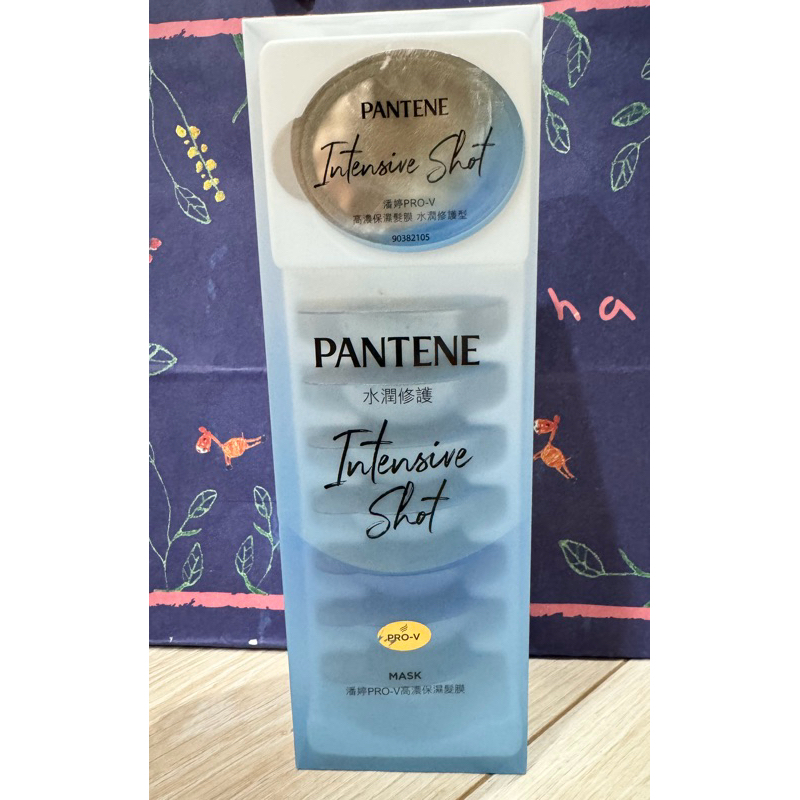 PANTENE
Intensive Shot
潘婷PRO-V
高濃保濕髮膜 水潤修護型
90382105
ha
PANTENE
水潤修護
Intensive
Shot
PRO-V
MASK
潘婷PRO-V高濃保濕髮膜